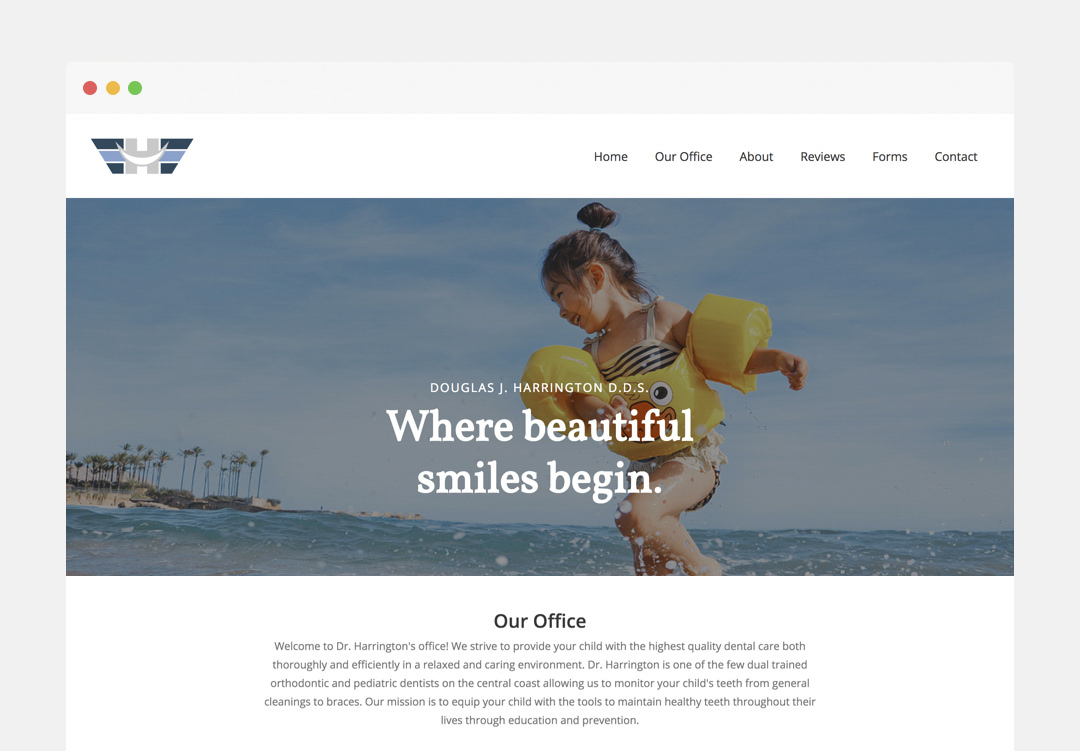 H
Home Our Office About Reviews Forms Contact
DOUGLAS J. HARRINGTON D.D.S.
Where beautiful
smiles begin.
Our Office
Welcome to Dr. Harrington's office! We strive to provide your child with the highest quality dental care both
thoroughly and efficiently in a relaxed and caring environment. Dr. Harrington is one of the few dual trained
orthodontic and pediatric dentists on the central coast allowing us to monitor your child's teeth from general
cleanings to braces. Our mission is to equip your child with the tools to maintain healthy teeth throughout their
lives through education and prevention.